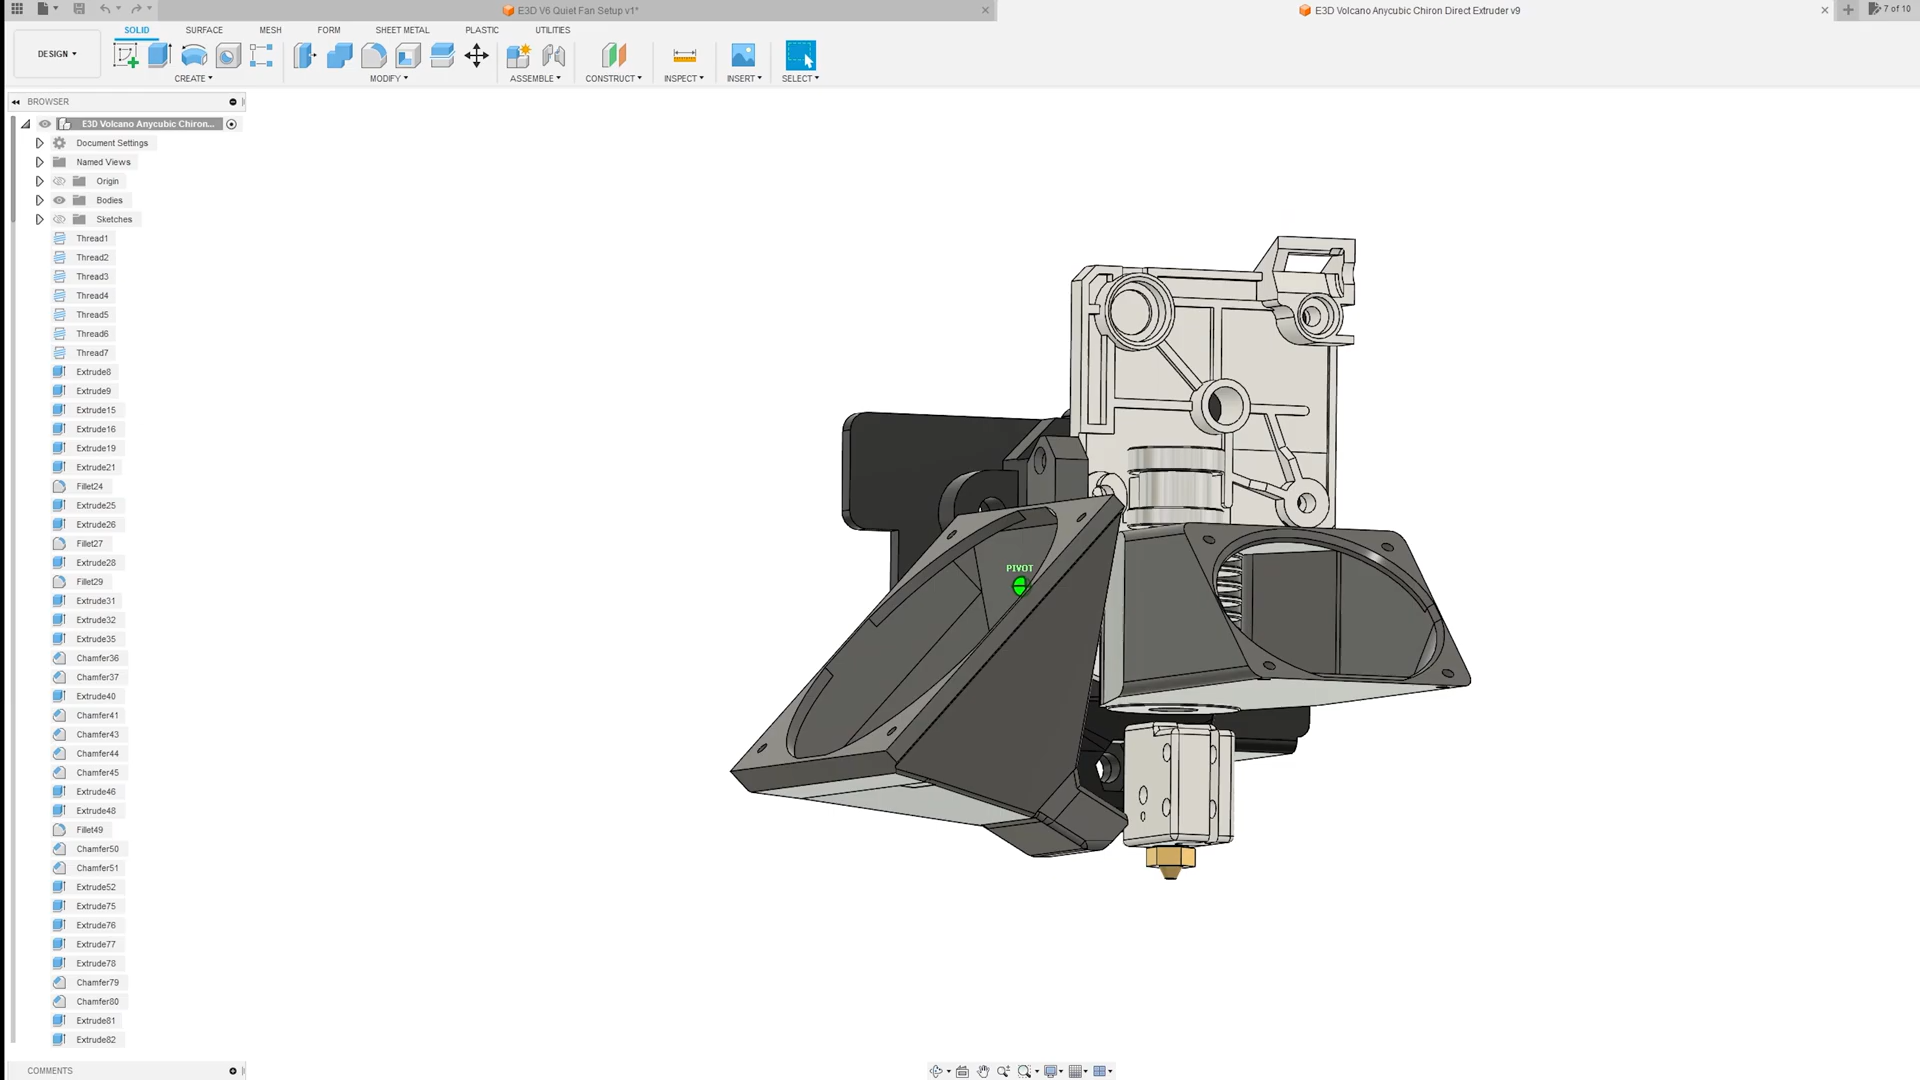 E3D V6 Quiet Fan Setup v1*
E3D Volcano Anycubic Chiron Direct Extruder v9
7 of 10
SOLID
SURFACE
MESH
FORM
SHEET METAL
PLASTIC
UTILITIES
DESIGN
CREATE
MODIFY
ASSEMBLE
CONSTRUCT
INSPECT
INSERT
SELECT
BROWSER
E3D Volcano Anycubic Chiron...
Document Settings
Named Views
Origin
Bodies
Sketches
Thread1
Thread2
Thread3
Thread4
Thread5
Thread6
Thread7
Extrude8
Extrude9
Extrude15
Extrude16
Extrude19
Extrude21
Fillet24
Extrude25
Extrude26
Fillet27
Extrude28
Fillet29
Extrude31
Extrude32
Extrude35
Chamfer36
Chamfer37
Extrude40
Chamfer41
Chamfer43
Chamfer44
Chamfer45
Extrude46
Extrude48
Fillet49
Chamfer50
Chamfer51
Extrude52
Extrude75
Extrude76
Extrude77
Extrude78
Chamfer79
Chamfer80
Extrude81
Extrude82
PIVOT
COMMENTS